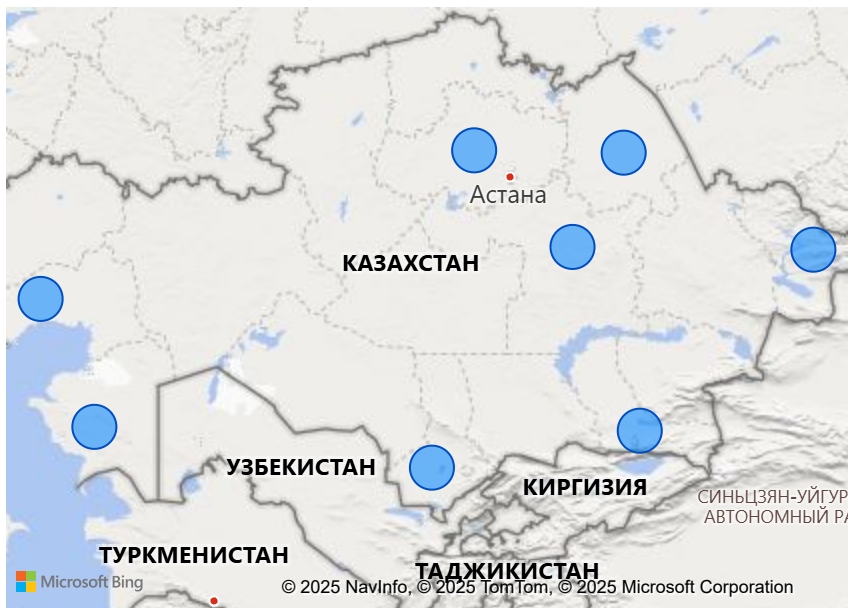 Астана
КАЗАХСТАН
УЗБЕКИСТАН
КИРГИЗИЯ
СИНЬЦЗЯН-УЙГУР
АВТОНОМНЫЙ РА
ТУРКМЕНИСТАН
ТАДЖИКИСТАН
Microsoft Bing
© 2025 NavInfo, © 2025 TomTom, © 2025 Microsoft Corporation